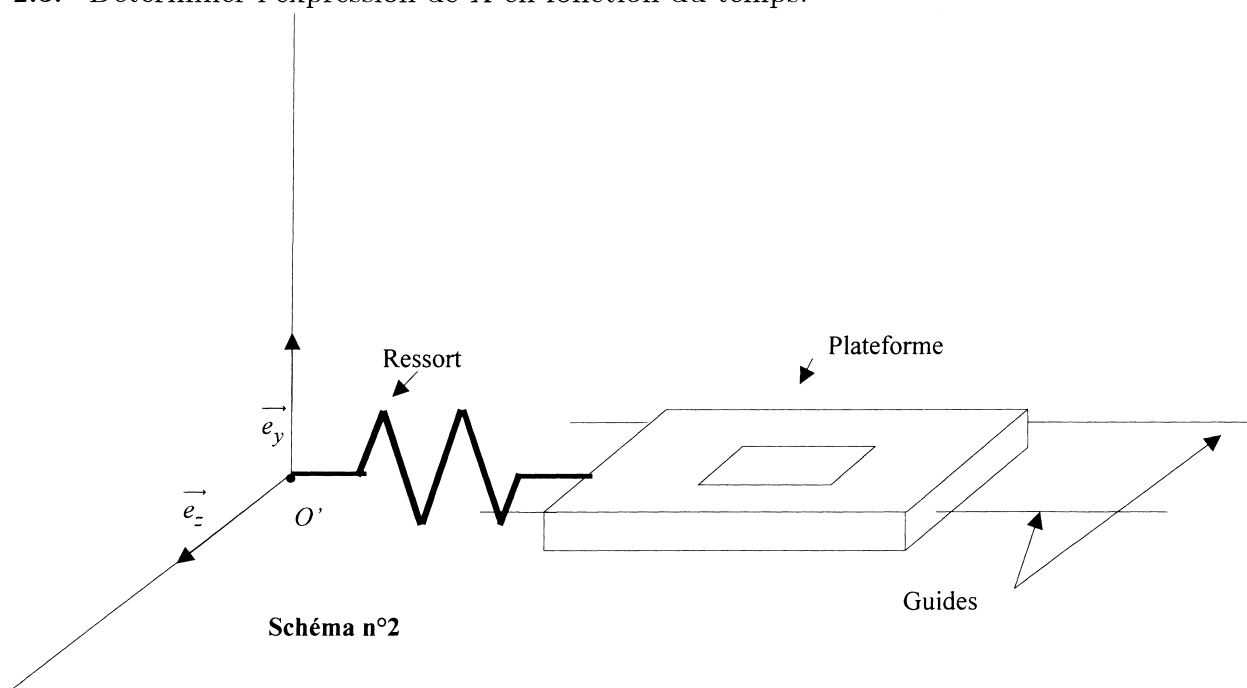 2.3. Déterminer l'expression de X en fonction du temps.
Plateforme
Ressort
e_y
e_z
O'
Guides
Schéma n°2